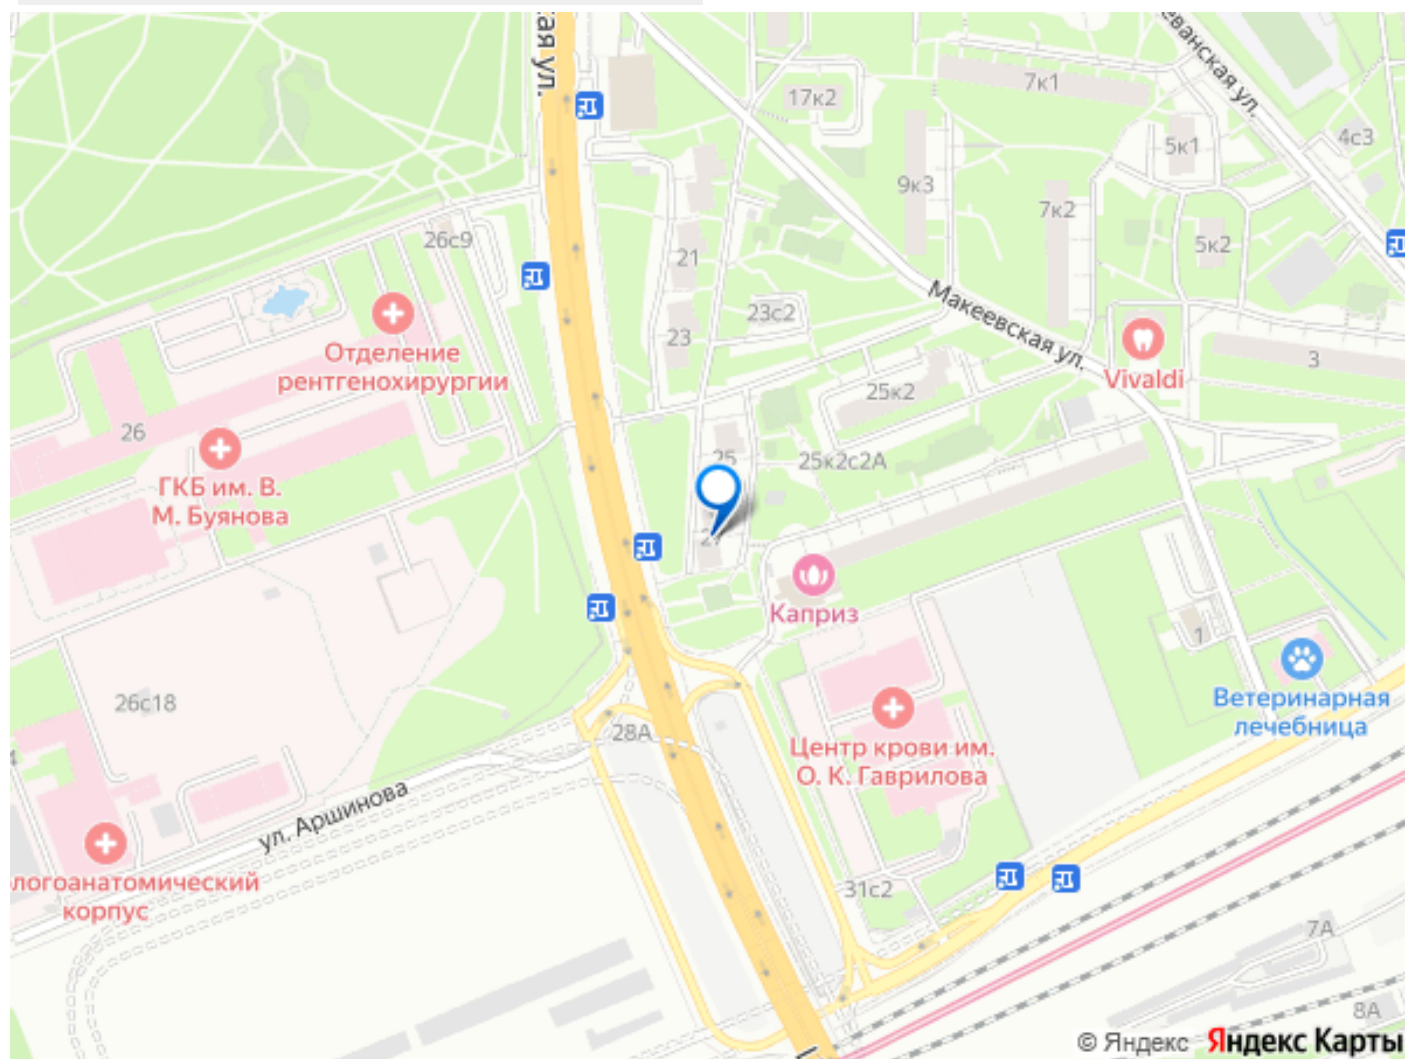 кая ул.
еванская ул.
7к1
17к2
4с3
5к1
9к3
7к2
26с9
5к2
21
23с2
Макеевская ул.
23
Отделение
рентгенохирургии
Vivaldi
3
25к2
26
25
25к2с2А
ГКБ им. В.
М. Буянова
Каприз
1
26с18
28А
Ветеринарная
лечебница
Центр крови им.
О. К. Гаврилова
ул. Аршинова
логоанатомический
корпус
31с2
7А
8А
© Яндекс Яндекс Карты